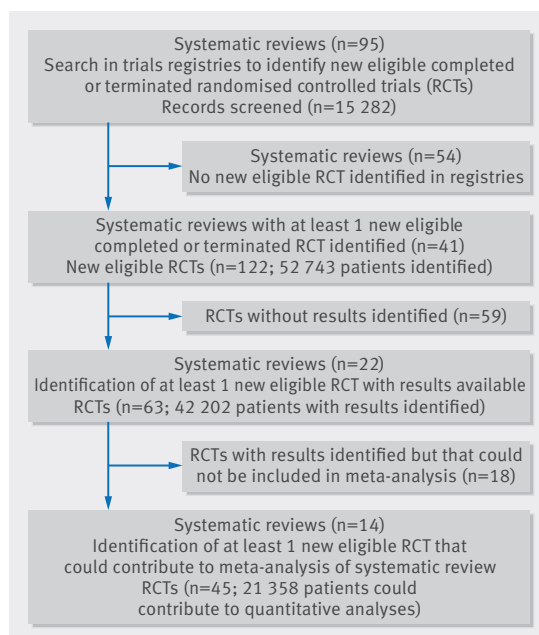 Systematic reviews (n=95)
Search in trials registries to identify new eligible completed
or terminated randomised controlled trials (RCTs)
Records screened (n=15 282)
Systematic reviews (n=54)
No new eligible RCT identified in registries
Systematic reviews with at least 1 new eligible
completed or terminated RCT identified (n=41)
New eligible RCTs (n=122; 52 743 patients identified)
RCTs without results identified (n=59)
Systematic reviews (n=22)
Identification of at least 1 new eligible RCT with results available
RCTs (n=63; 42 202 patients with results identified)
RCTs with results identified but that could
not be included in meta-analysis (n=18)
Systematic reviews (n=14)
Identification of at least 1 new eligible RCT that
could contribute to meta-analysis of systematic review
RCTs (n=45; 21 358 patients could
contribute to quantitative analyses)